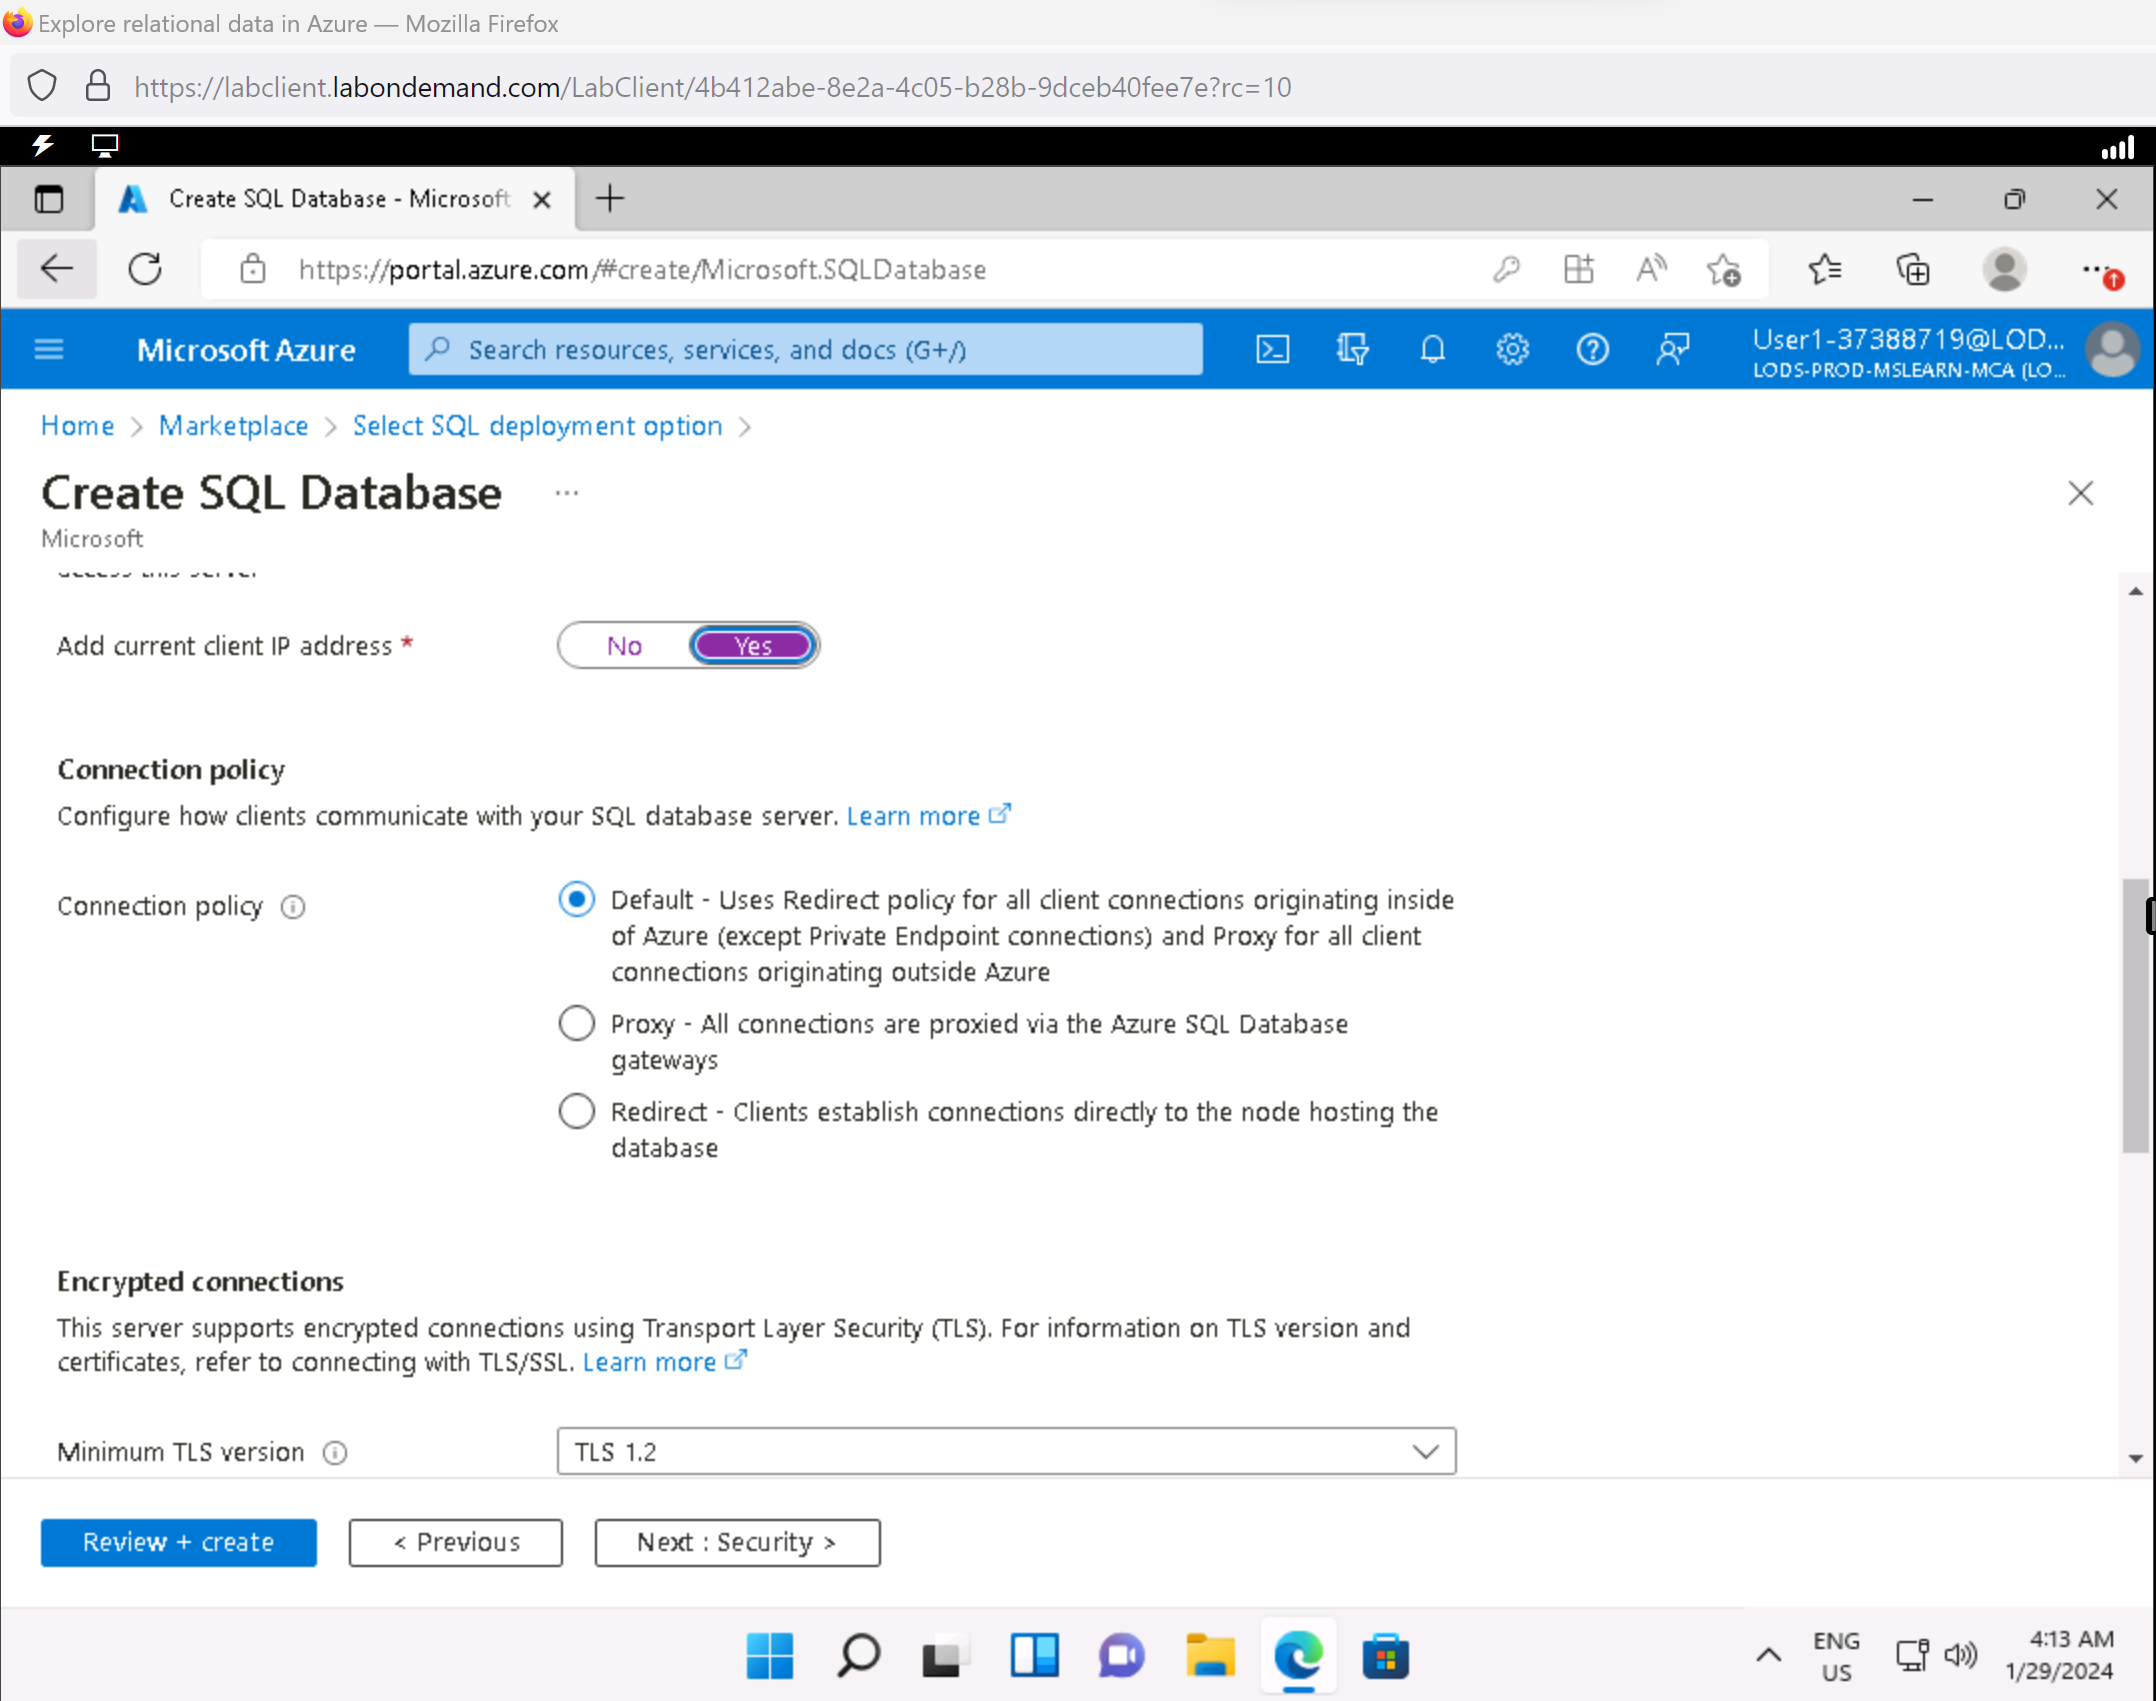 Explore relational data in Azure — Mozilla Firefox
https://labclient.labondemand.com/LabClient/4b412abe-8e2a-4c05-b28b-9dceb40fee7e?rc=10
Create SQL Database - Microsoft
https://portal.azure.com/#create/Microsoft.SQLDatabase
Microsoft Azure
Search resources, services, and docs (G+/)
User1-37388719@LOD...
LODS-PROD-MSLEARN-MCA (LO...
Home > Marketplace > Select SQL deployment option >
Create SQL Database ...
Microsoft
access this server
Add current client IP address *
No Yes
Connection policy
Configure how clients communicate with your SQL database server. Learn more
Connection policy
Default - Uses Redirect policy for all client connections originating inside
of Azure (except Private Endpoint connections) and Proxy for all client
connections originating outside Azure
Proxy - All connections are proxied via the Azure SQL Database
gateways
Redirect - Clients establish connections directly to the node hosting the
database
Encrypted connections
This server supports encrypted connections using Transport Layer Security (TLS). For information on TLS version and
certificates, refer to connecting with TLS/SSL. Learn more
Minimum TLS version
TLS 1.2
Review + create
< Previous
Next : Security >
ENG
US
4:13 AM
1/29/2024